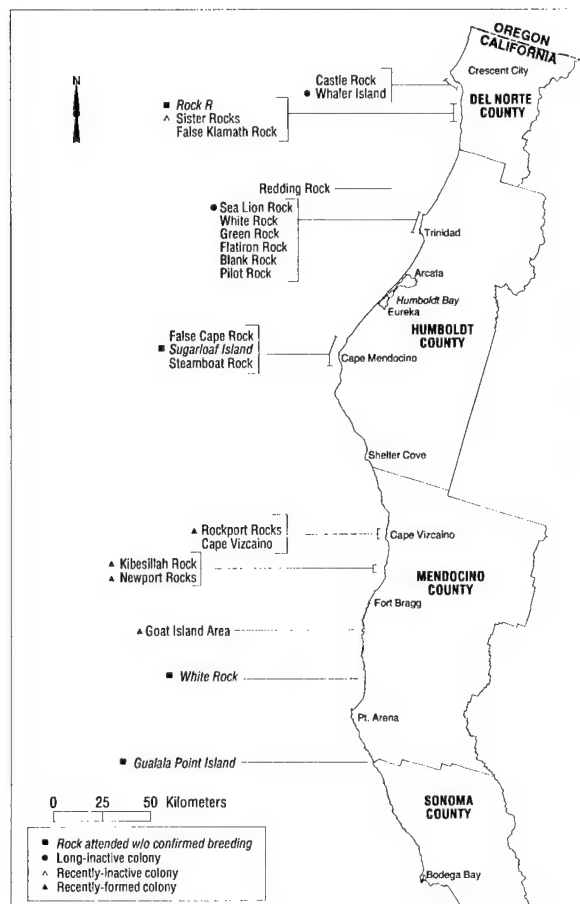 OREGON
CALIFORNIA
Crescent City
DEL NORTE
COUNTY
Castle Rock
● Whaler Island
■ Rock R
^ Sister Rocks
False Klamath Rock
N
Redding Rock
● Sea Lion Rock
White Rock
Green Rock
Flatiron Rock
Blank Rock
Pilot Rock
Trinidad
Arcata
Humboldt Bay
Eureka
HUMBOLDT
COUNTY
False Cape Rock
■ Sugarloaf Island
Steamboat Rock
Cape Mendocino
Shelter Cove
▲ Rockport Rocks
Cape Vizcaino
Cape Vizcaino
▲ Kibesillah Rock
▲ Newport Rocks
MENDOCINO
COUNTY
Fort Bragg
▲ Goat Island Area
■ White Rock
Pt. Arena
■ Gualala Point Island
SONOMA
COUNTY
Bodega Bay
0 25 50 Kilometers
■ Rock attended w/o confirmed breeding
● Long-inactive colony
^ Recently-inactive colony
▲ Recently-formed colony